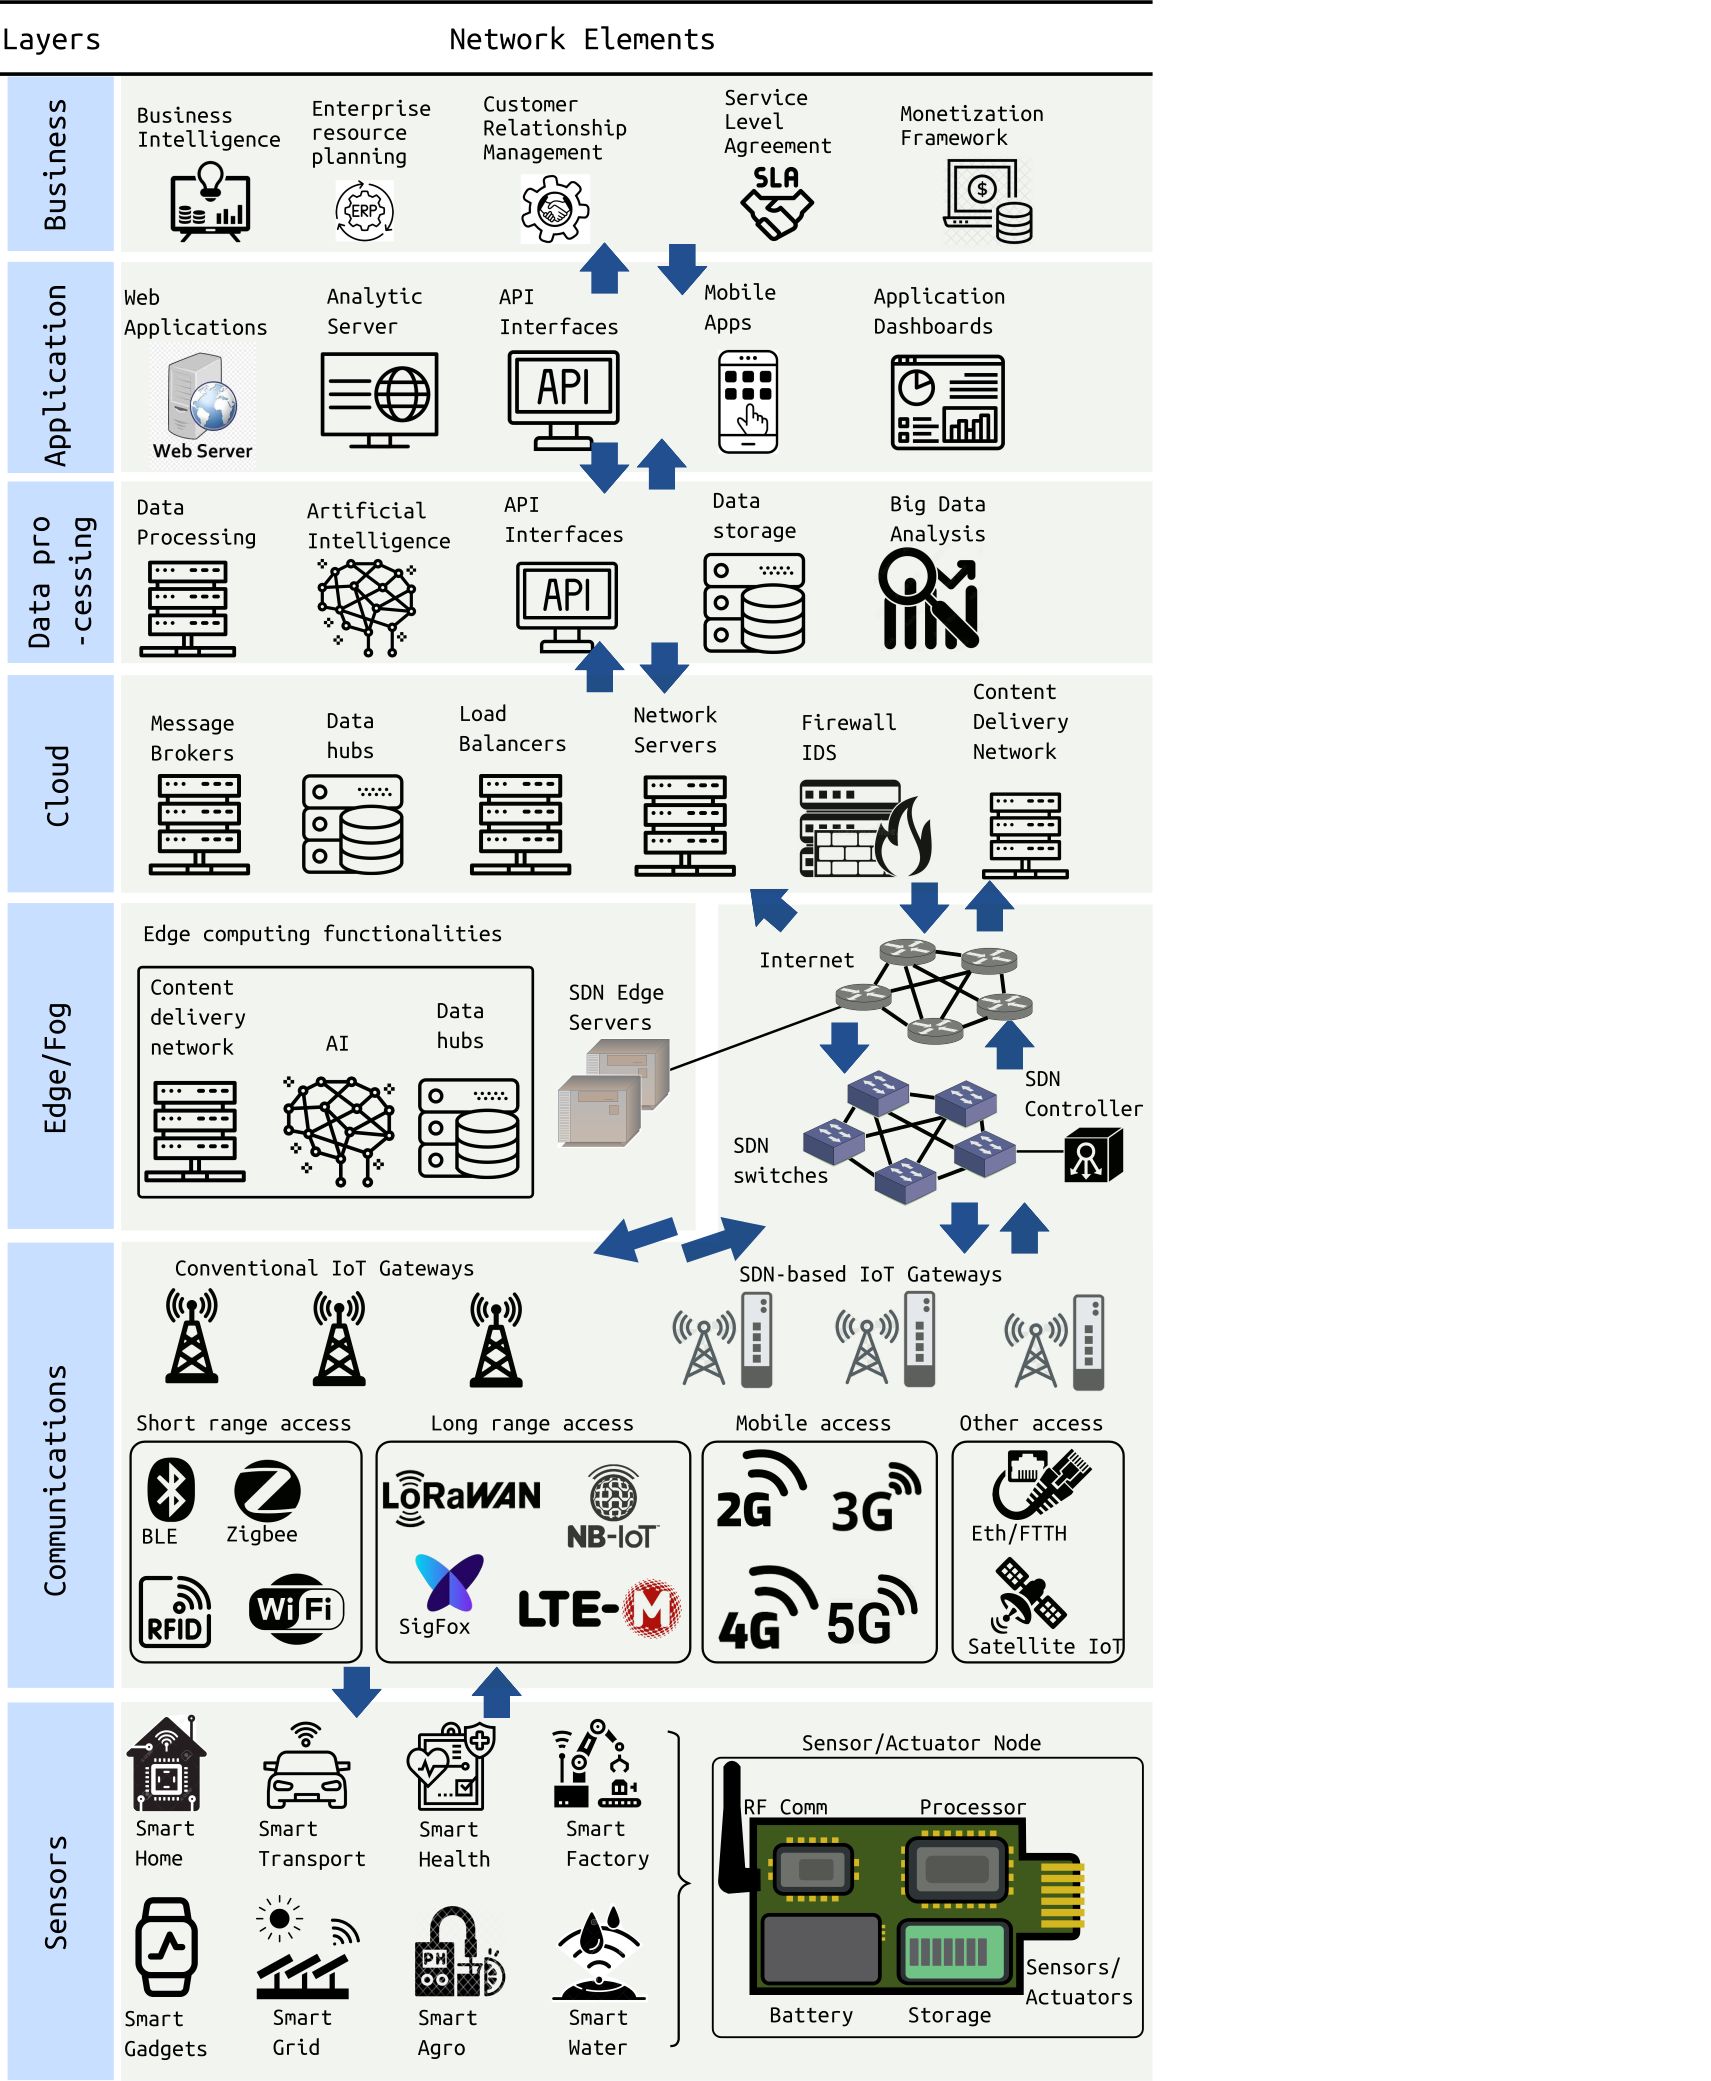 Layers
Network Elements
Business
Business
Intelligence
Enterprise
resource
planning
ERP
Customer
Relationship
Management
Service
Level
Agreement
SLA
Monetization
Framework
$
Application
Web
Applications
Web Server
Analytic
Server
API
Interfaces
API
Mobile
Apps
Application
Dashboards
Data pro
-cessing
Data
Processing
Artificial
Intelligence
API
Interfaces
API
Data
storage
Big Data
Analysis
Cloud
Message
Brokers
Data
hubs
Load
Balancers
Network
Servers
Firewall
IDS
Content
Delivery
Network
Edge/Fog
Edge computing functionalities
Content
delivery
network
AI
Data
hubs
SDN Edge
Servers
Internet
SDN
switches
SDN
Controller
Communications
Conventional IoT Gateways
SDN-based IoT Gateways
Short range access
BLE
Zigbee
RFID
WiFi
Long range access
LoRaWAN
NB-IoT
SigFox
LTE-M
Mobile access
2G
3G
4G
5G
Other access
Eth/FTTH
Satellite IoT
Sensors
Smart
Home
Smart
Transport
Smart
Health
Smart
Factory
Smart
Gadgets
Smart
Grid
PH
Smart
Agro
Smart
Water
Sensor/Actuator Node
RF Comm
Processor
Battery
Storage
Sensors/
Actuators